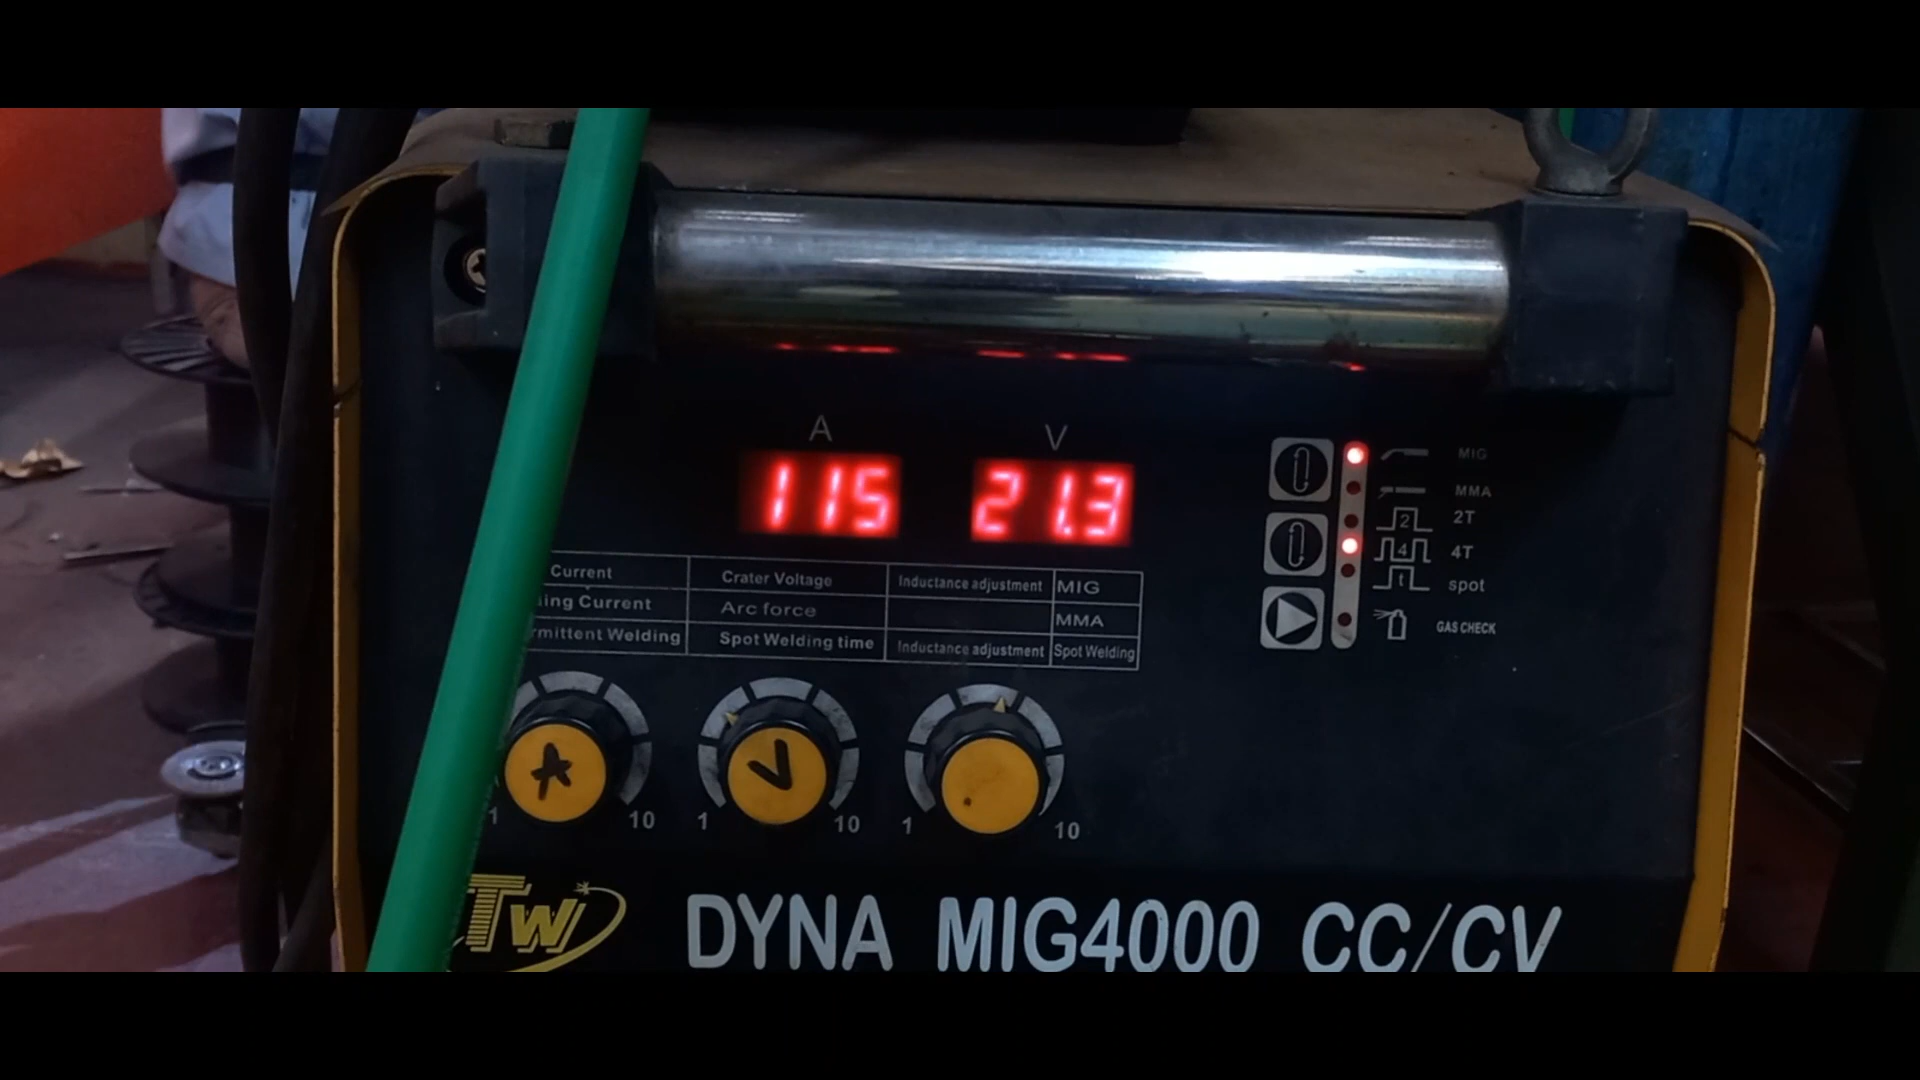 A V
115 21.3
MIG
MMA
2 2T
4 4T
t spot
GAS CHECK
Current Crater Voltage Inductance adjustment MIG
Current Arc force MMA
Welding Spot Welding time Inductance adjustment Spot Welding
A V
1 10 1 10 1 10
TW DYNA MIG4000 CC/CV